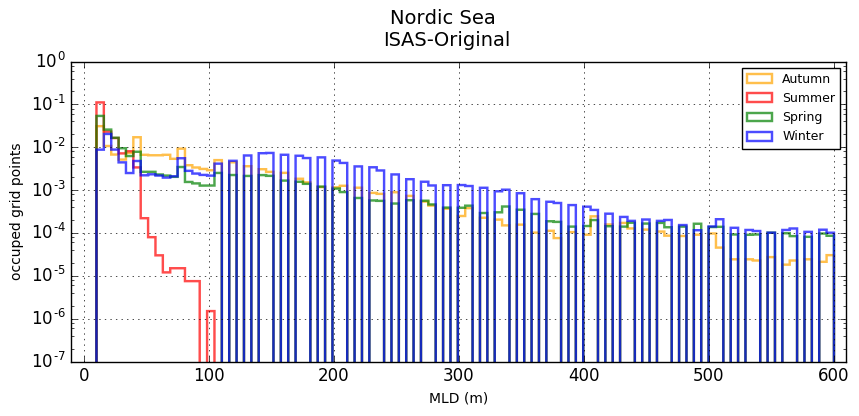 Nordic Sea
ISAS-Original
10^0
10^-1
10^-2
10^-3
10^-4
10^-5
10^-6
10^-7
occuped grid points
Autumn
Summer
Spring
Winter
0 100 200 300 400 500 600
MLD (m)